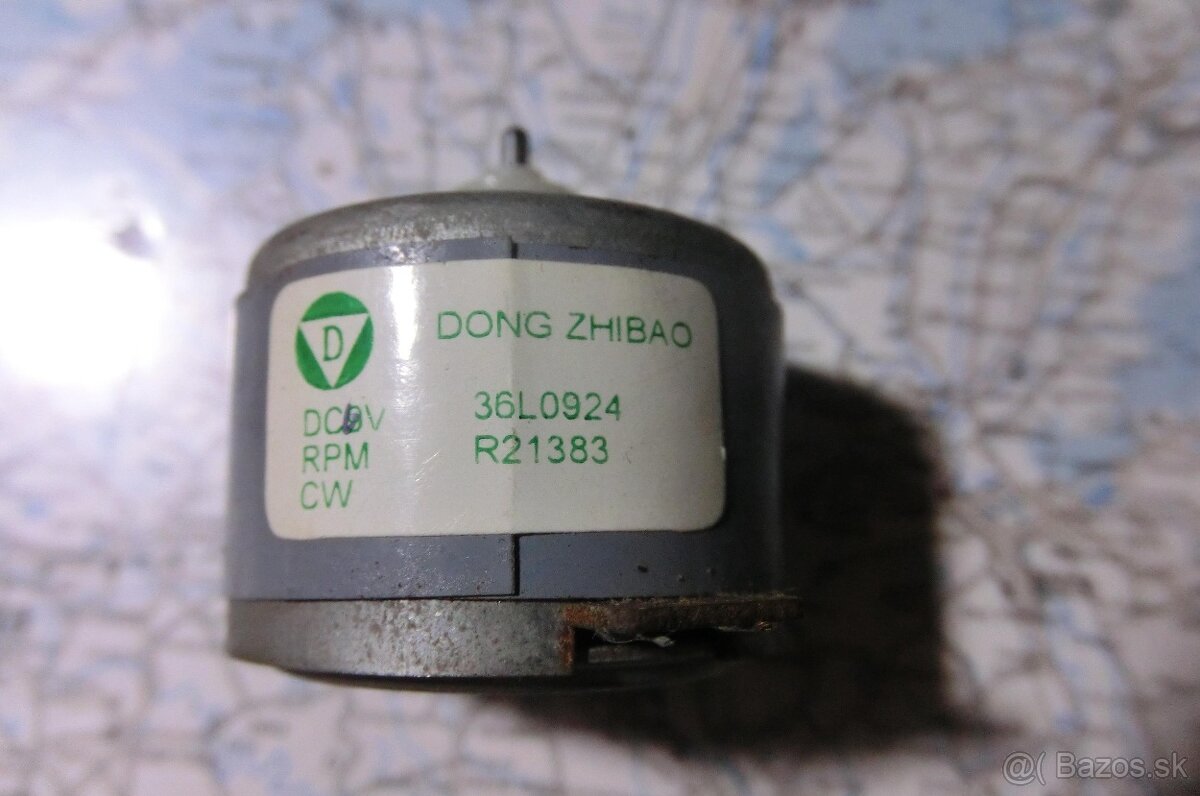 D
DONG ZHIBAO
36L0924
RPM
R21383
CW
@( Bazos.sk